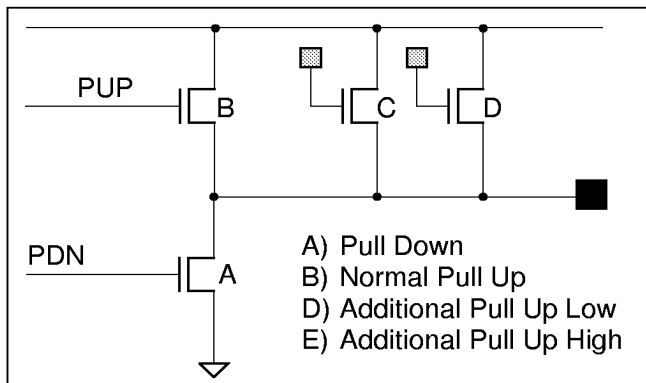 PUP
B
C
D
PDN
A
A) Pull Down
B) Normal Pull Up
D) Additional Pull Up Low
E) Additional Pull Up High